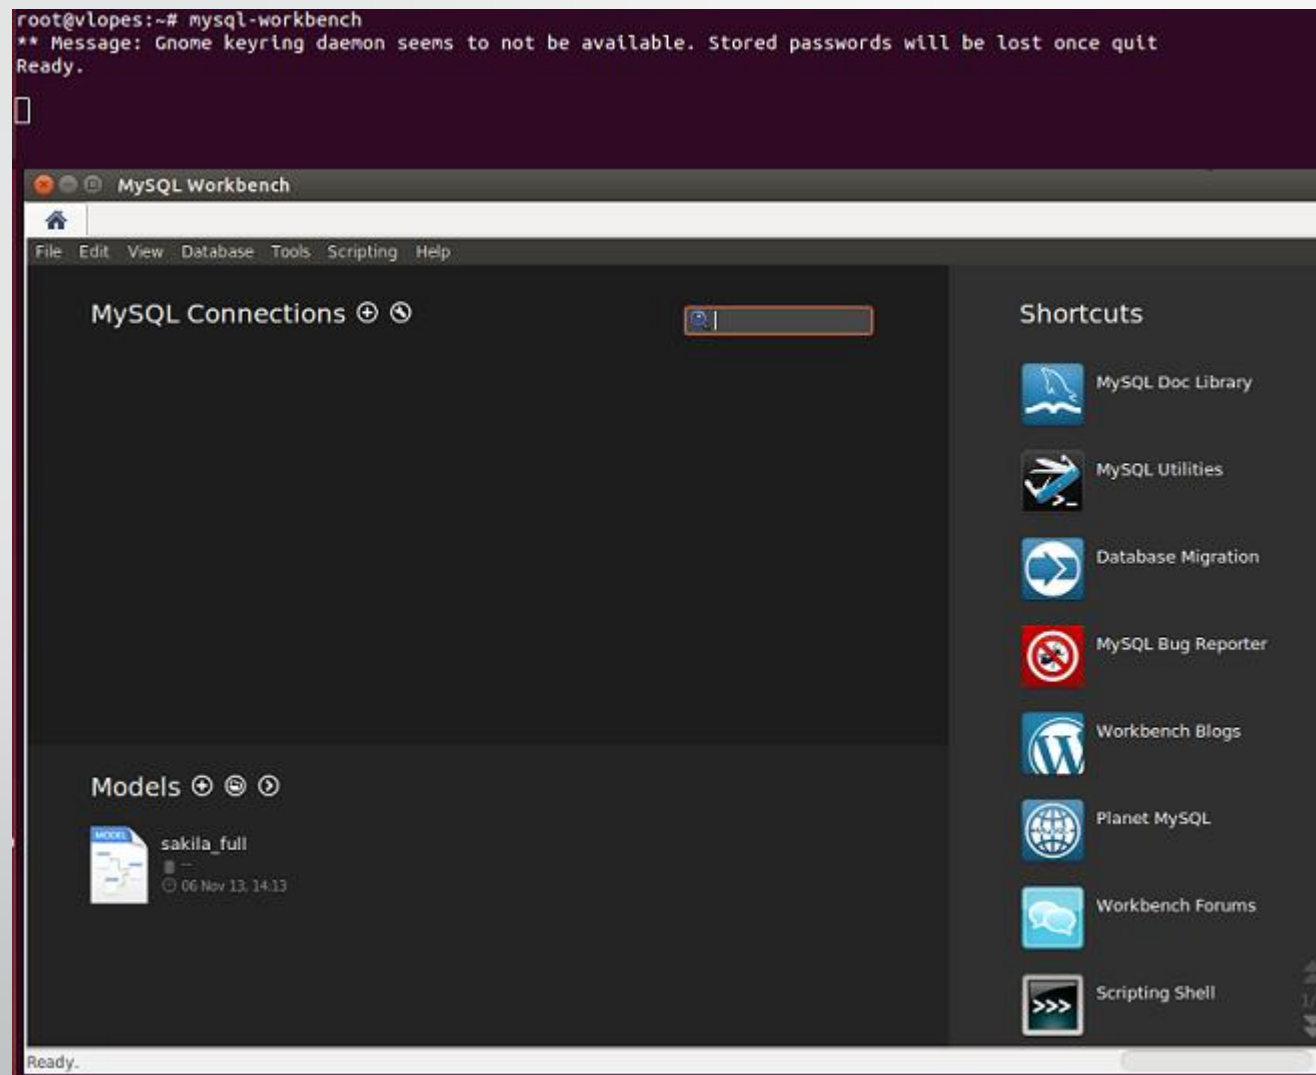 root@vlopes:~# mysql-workbench
** Message: Gnome keyring daemon seems to not be available. Stored passwords will be lost once quit
Ready.
MySQL Workbench
File Edit View Database Tools Scripting Help
MySQL Connections
Shortcuts
MySQL Doc Library
MySQL Utilities
Database Migration
MySQL Bug Reporter
Workbench Blogs
Planet MySQL
Workbench Forums
>>> Scripting Shell
Models
MODEL
sakila_full
--
06 Nov 13, 14:13
1/
Ready.